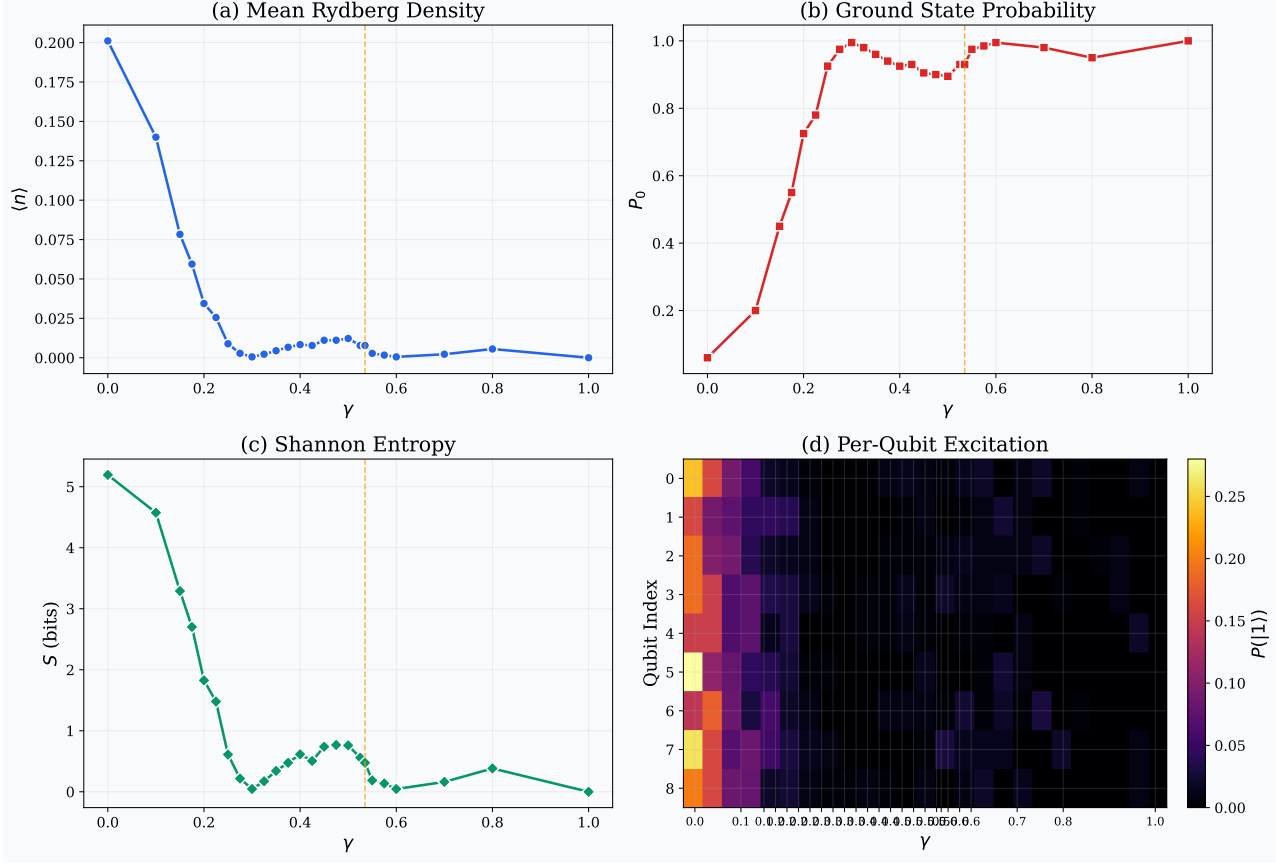 (a) Mean Rydberg Density
0.200
0.175
0.150
0.125
0.100
0.075
0.050
0.025
0.000
⟨n⟩
0.0 0.2 0.4 0.6 0.8 1.0
γ
(b) Ground State Probability
1.0
0.8
0.6
0.4
0.2
P₀
0.0 0.2 0.4 0.6 0.8 1.0
γ
(c) Shannon Entropy
5
4
3
2
1
0
S (bits)
0.0 0.2 0.4 0.6 0.8 1.0
γ
(d) Per-Qubit Excitation
0
1
2
3
4
5
6
7
8
Qubit Index
0.0 0.1 0.7 1.0
γ
0.25
0.20
0.15
0.10
0.05
0.00
P(|1⟩)